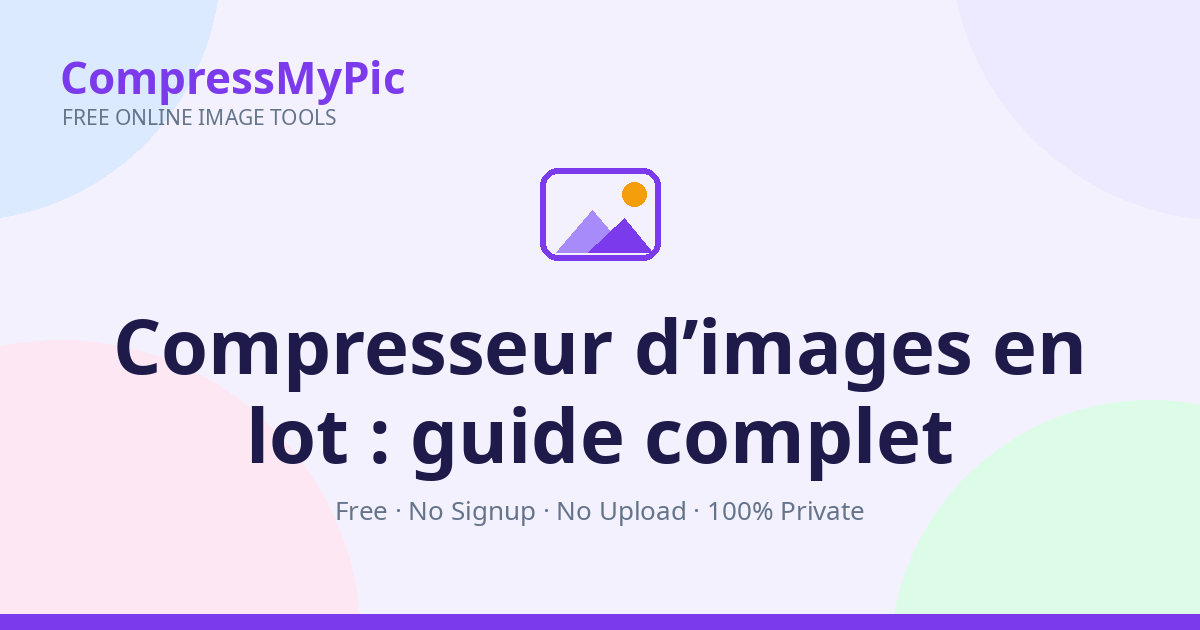 CompressMyPic
FREE ONLINE IMAGE TOOLS
Compresseur d’images en
lot : guide complet
Free · No Signup · No Upload · 100% Private